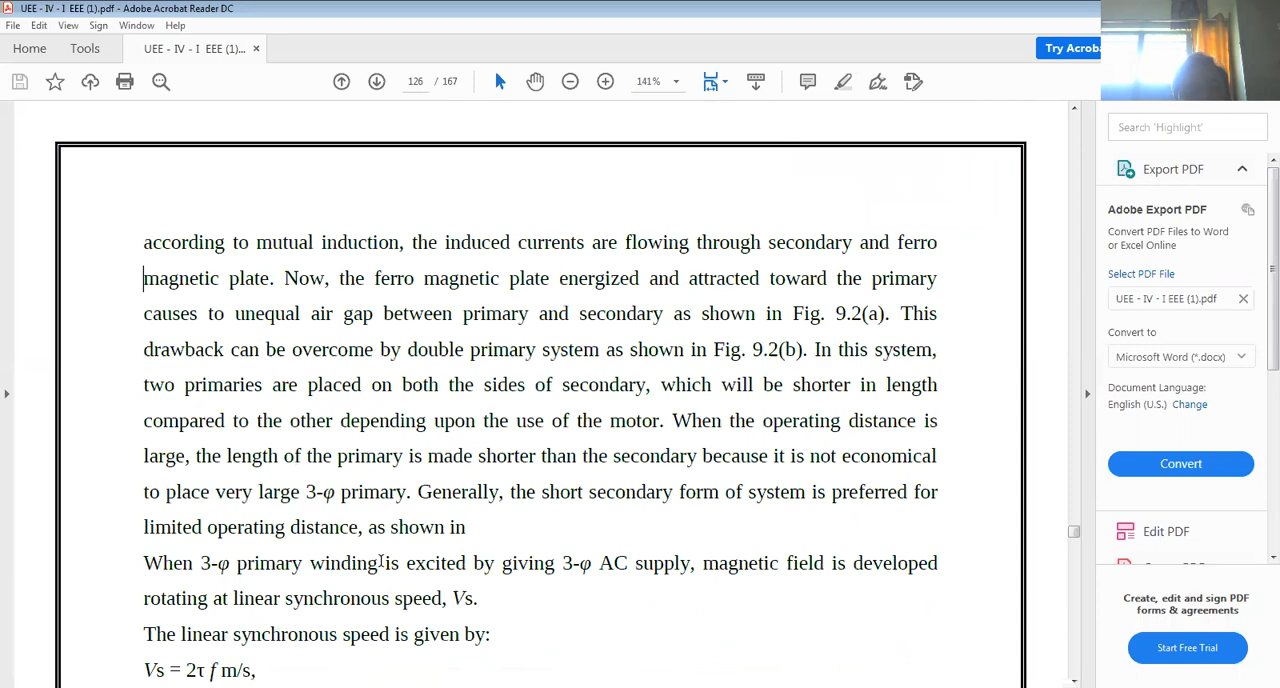 UEE - IV - I EEE (1).pdf - Adobe Acrobat Reader DC
File Edit View Sign Window Help
Home Tools UEE - IV - I EEE (1)... × Try Acroba
126 / 167 141%
Search 'Highlight'
Export PDF
Adobe Export PDF
Convert PDF Files to Word
or Excel Online
Select PDF File
UEE - IV - I EEE (1).pdf
Convert to
Microsoft Word (*.docx)
Document Language:
English (U.S.) Change
Convert
Edit PDF
Create, edit and sign PDF
forms & agreements
Start Free Trial
according to mutual induction, the induced currents are flowing through secondary and ferro
magnetic plate. Now, the ferro magnetic plate energized and attracted toward the primary
causes to unequal air gap between primary and secondary as shown in Fig. 9.2(a). This
drawback can be overcome by double primary system as shown in Fig. 9.2(b). In this system,
two primaries are placed on both the sides of secondary, which will be shorter in length
compared to the other depending upon the use of the motor. When the operating distance is
large, the length of the primary is made shorter than the secondary because it is not economical
to place very large 3-φ primary. Generally, the short secondary form of system is preferred for
limited operating distance, as shown in
When 3-φ primary winding is excited by giving 3-φ AC supply, magnetic field is developed
rotating at linear synchronous speed, Vs.
The linear synchronous speed is given by:
Vs = 2τ f m/s,